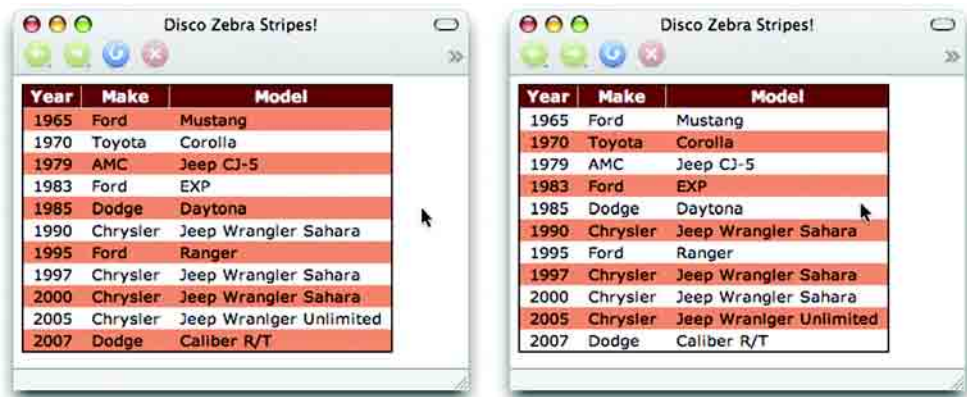 Disco Zebra Stripes!
Year Make Model
1965 Ford Mustang
1970 Toyota Corolla
1979 AMC Jeep CJ-5
1983 Ford EXP
1985 Dodge Daytona
1990 Chrysler Jeep Wrangler Sahara
1995 Ford Ranger
1997 Chrysler Jeep Wrangler Sahara
2000 Chrysler Jeep Wrangler Sahara
2005 Chrysler Jeep Wranlger Unlimited
2007 Dodge Caliber R/T
Disco Zebra Stripes!
Year Make Model
1965 Ford Mustang
1970 Toyota Corolla
1979 AMC Jeep CJ-5
1983 Ford EXP
1985 Dodge Daytona
1990 Chrysler Jeep Wrangler Sahara
1995 Ford Ranger
1997 Chrysler Jeep Wrangler Sahara
2000 Chrysler Jeep Wrangler Sahara
2005 Chrysler Jeep Wranlger Unlimited
2007 Dodge Caliber R/T